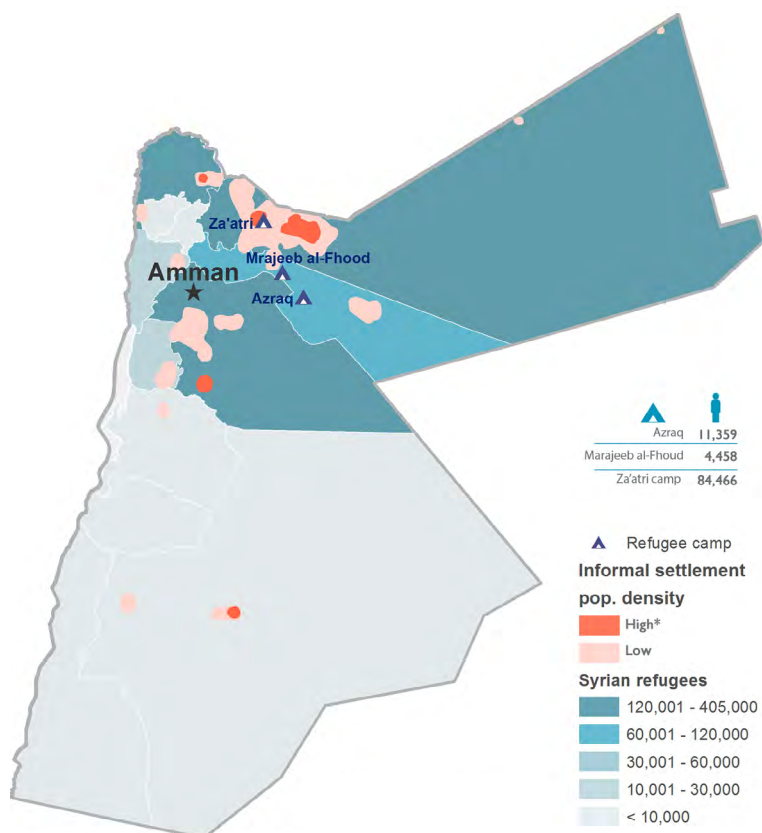 Za'atri
Mrajeeb al-Fhood
Amman
Azraq
Azraq 11,359
Marajeeb al-Fhoud 4,458
Za'atri camp 84,466
Refugee camp
Informal settlement
pop. density
High*
Low
Syrian refugees
120,001 - 405,000
60,001 - 120,000
30,001 - 60,000
10,001 - 30,000
< 10,000